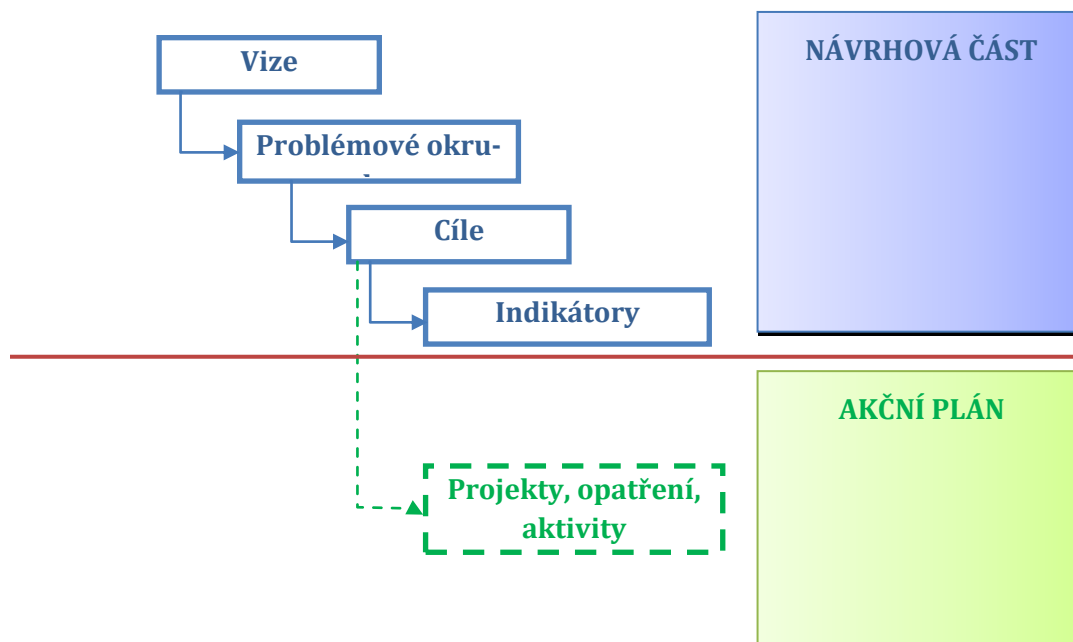 Vize
NÁVRHOVÁ ČÁST
Problémové okru-
Cíle
Indikátory
AKČNÍ PLÁN
Projekty, opatření,
aktivity